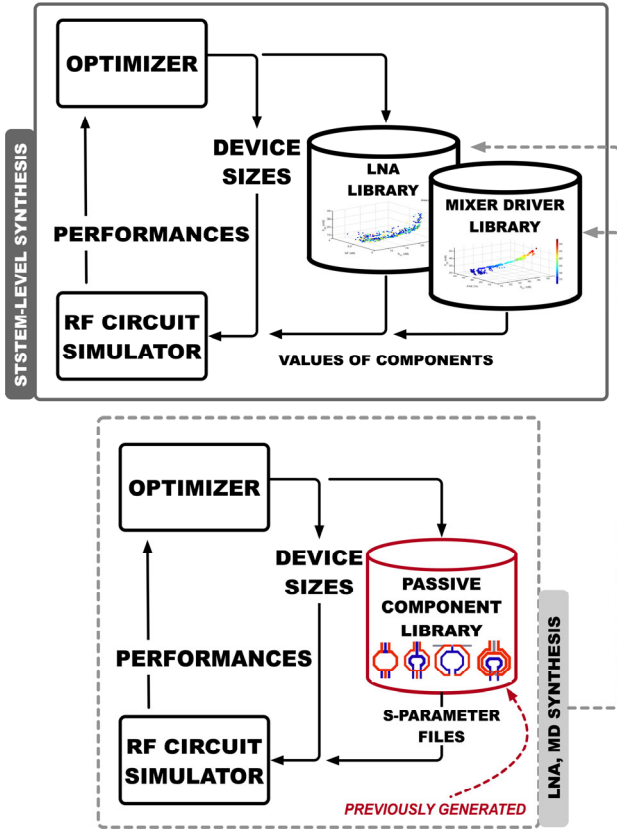 STSTEM-LEVEL SYNTHESIS
OPTIMIZER
DEVICE
SIZES
PERFORMANCES
RF CIRCUIT
SIMULATOR
LNA
LIBRARY
MIXER DRIVER
LIBRARY
VALUES OF COMPONENTS
OPTIMIZER
DEVICE
SIZES
PERFORMANCES
RF CIRCUIT
SIMULATOR
PASSIVE
COMPONENT
LIBRARY
S-PARAMETER
FILES
PREVIOUSLY GENERATED
LNA, MD SYNTHESIS